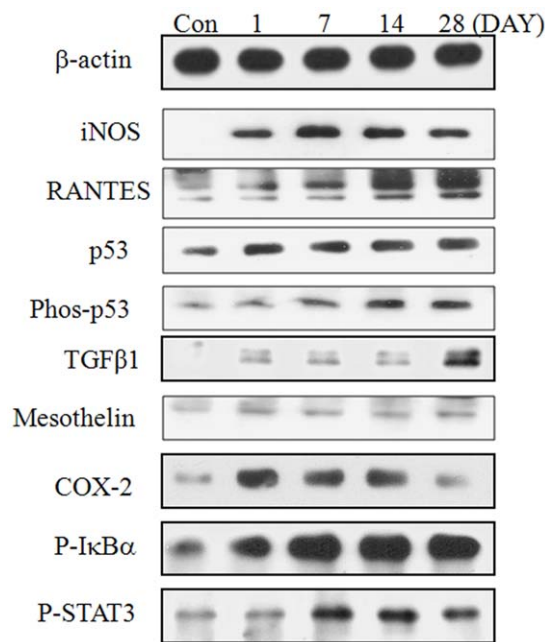 Con 1 7 14 28 (DAY)
β-actin
iNOS
RANTES
p53
Phos-p53
TGFβ1
Mesothelin
COX-2
P-IκBα
P-STAT3